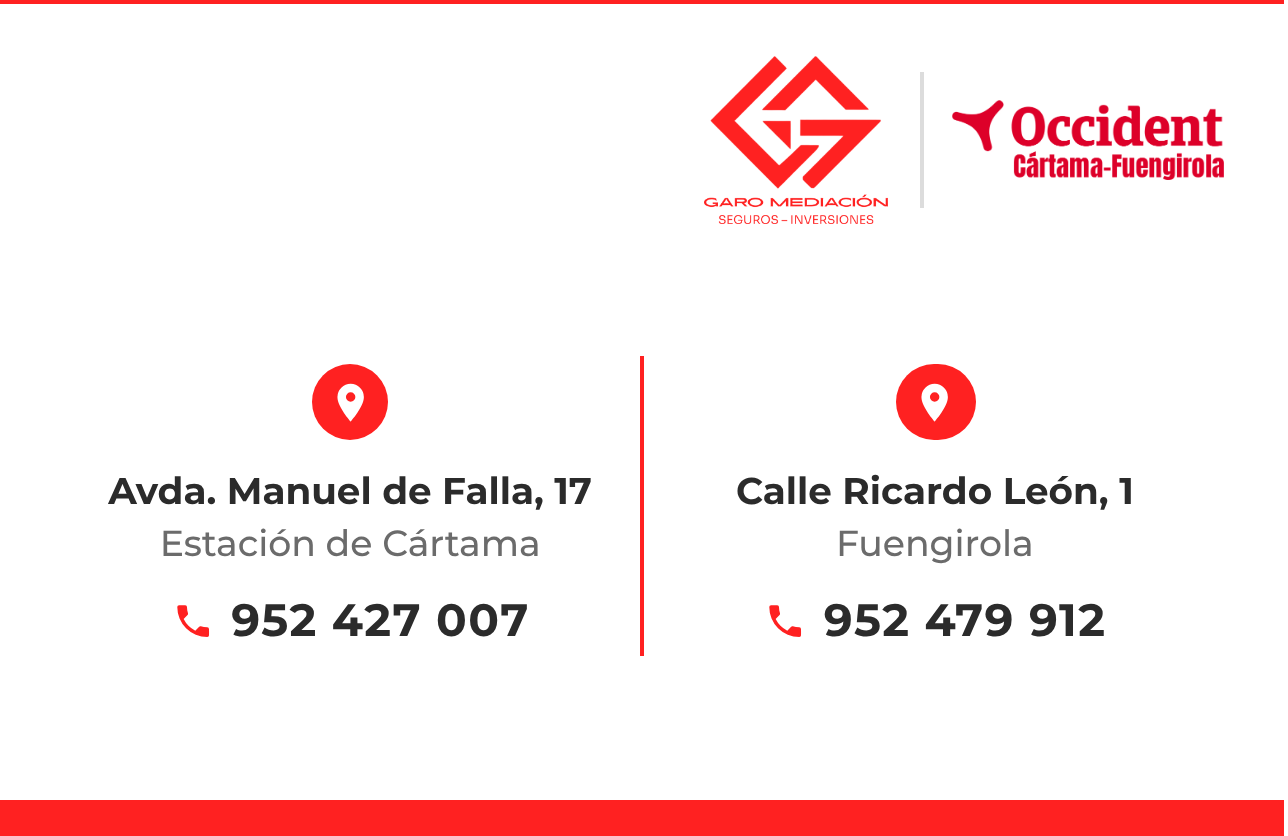 GARO MEDIACIÓN
SEGUROS – INVERSIONES
Occident
Cártama-Fuengirola
Avda. Manuel de Falla, 17
Estación de Cártama
952 427 007
Calle Ricardo León, 1
Fuengirola
952 479 912